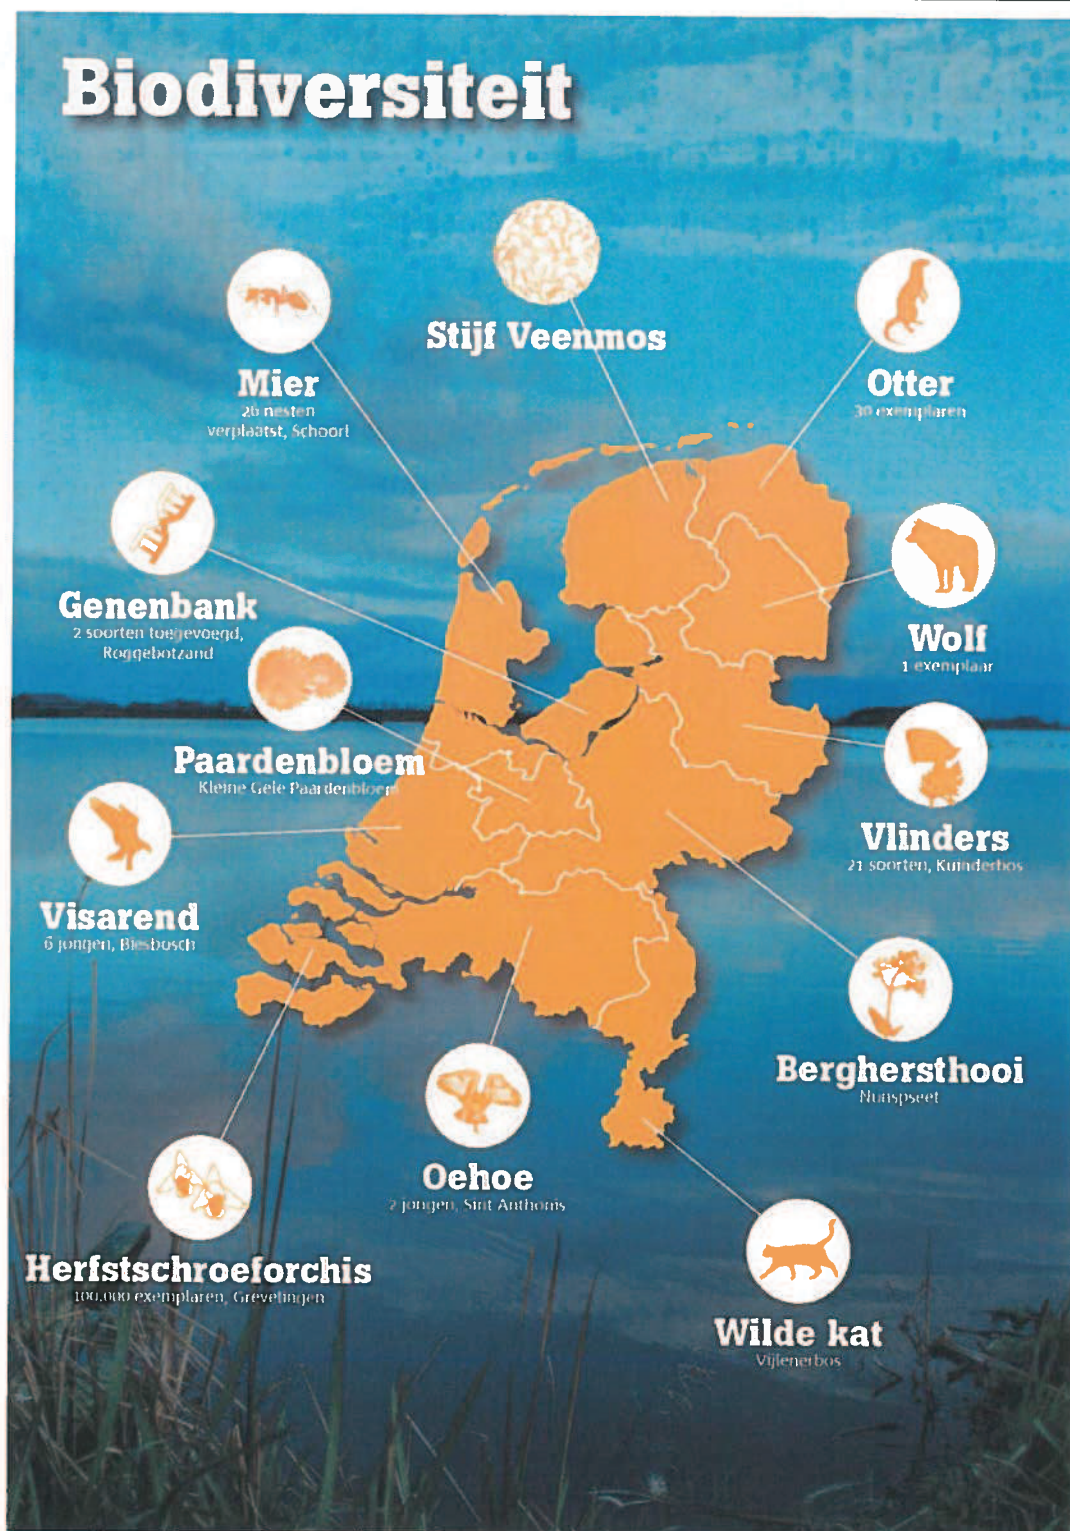 Biodiversiteit
Stijf Veenmos
Mier
26 nesten
verplaatst, Schoorl
Otter
30 exemplaren
Genenbank
2 soorten toegevoegd,
Roggebotzand
Wolf
1 exemplaar
Paardenbloem
Kleine Gele Paardenbloem
Vlinders
21 soorten, Kuinderbos
Visarend
6 jongen, Biesbosch
Berghersthooi
Nunspseet
Oehoe
2 jongen, Sint Anthonis
Herfstschroeforchis
100.000 exemplaren, Grevelingen
Wilde kat
Vijlenerbos